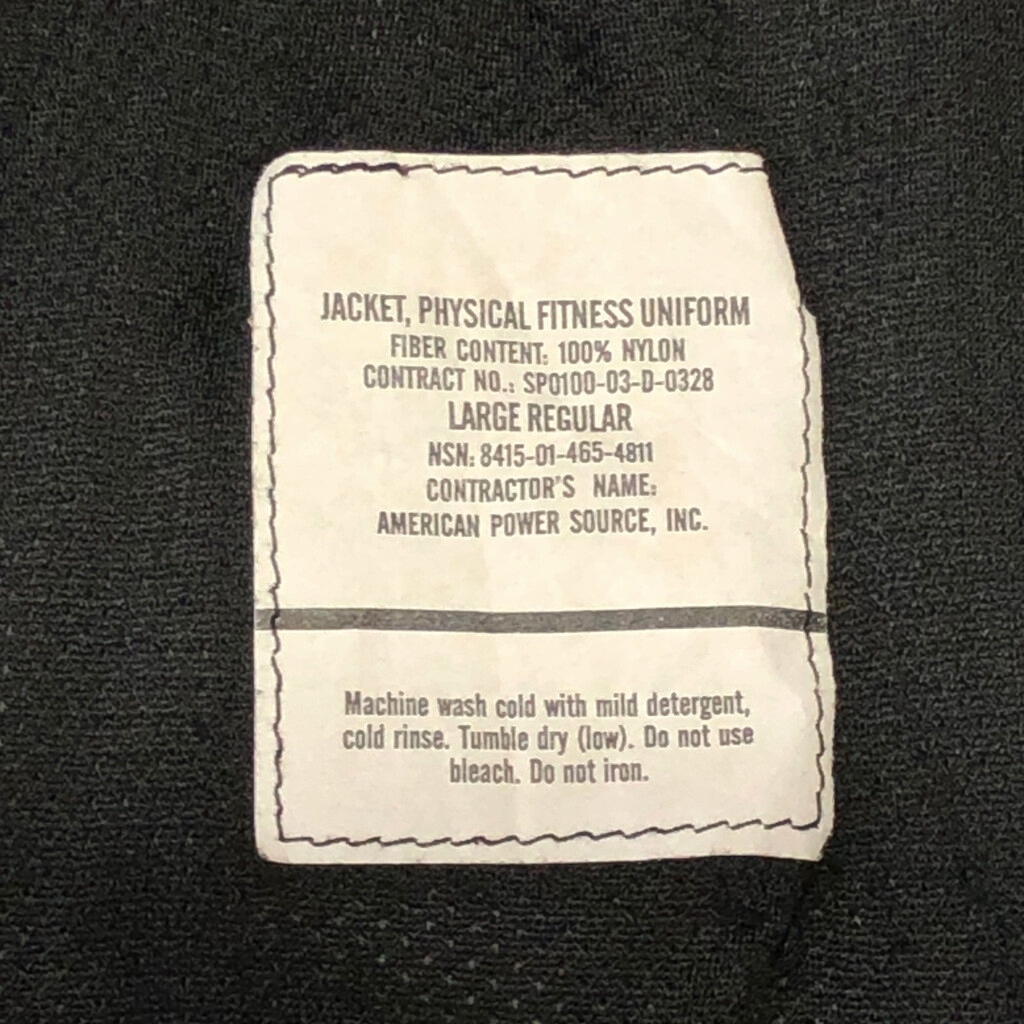 JACKET, PHYSICAL FITNESS UNIFORM
FIBER CONTENT: 100% NYLON
CONTRACT NO.: SPO100-03-D-0328
LARGE REGULAR
NSN: 8415-01-465-4811
CONTRACTOR'S NAME:
AMERICAN POWER SOURCE, INC.
Machine wash cold with mild detergent,
cold rinse. Tumble dry (low). Do not use
bleach. Do not iron.